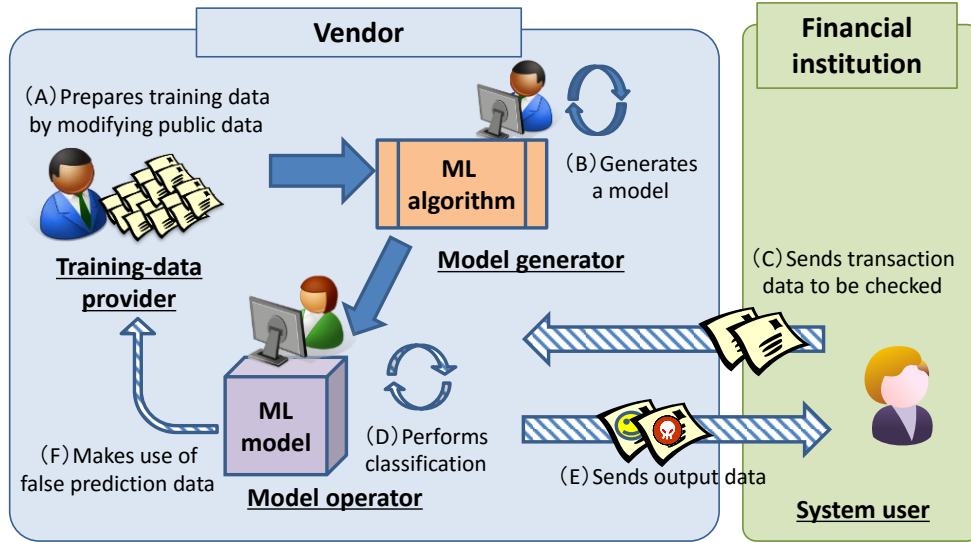 Vendor
Financial
institution
(A)Prepares training data
by modifying public data
ML
algorithm
(B)Generates
a model
Training-data
provider
Model generator
(C)Sends transaction
data to be checked
ML
model
(D)Performs
classification
(E)Sends output data
(F)Makes use of
false prediction data
Model operator
System user